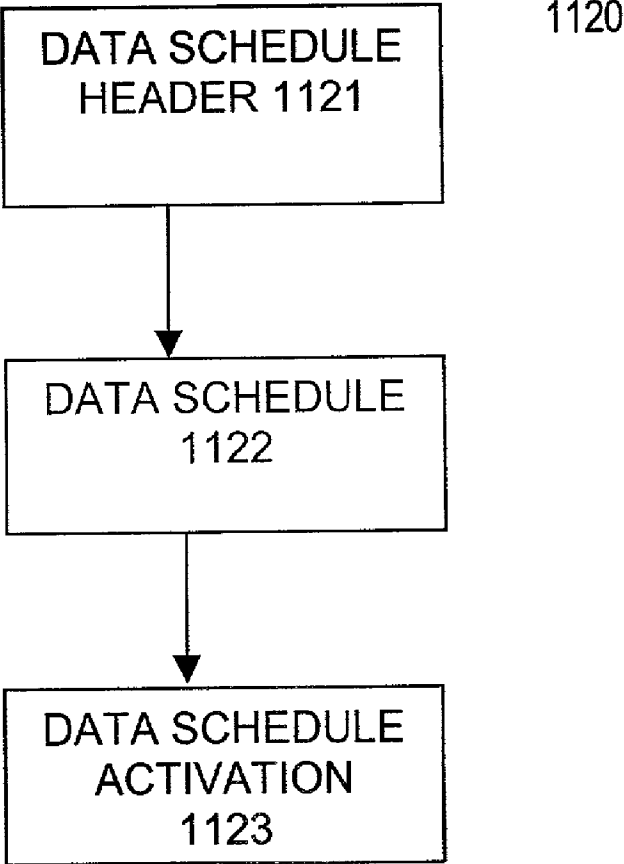 1120
DATA SCHEDULE
HEADER 1121
DATA SCHEDULE
1122
DATA SCHEDULE
ACTIVATION
1123